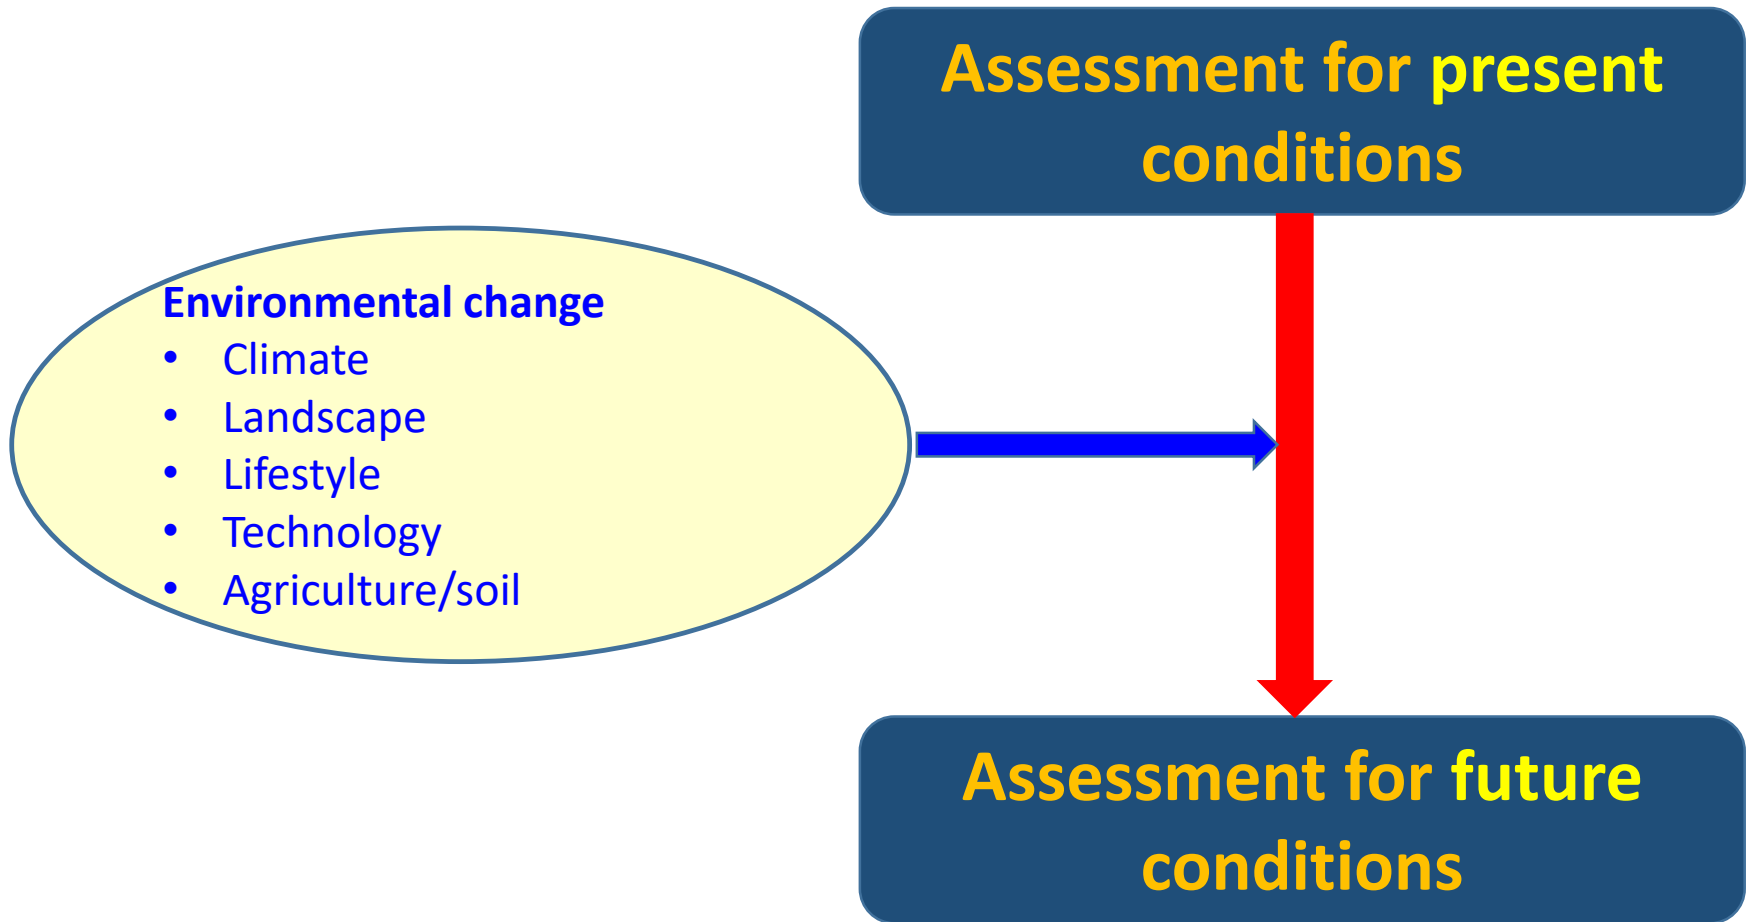 Assessment for present
conditions
Environmental change
• Climate
• Landscape
• Lifestyle
• Technology
• Agriculture/soil
Assessment for future
conditions